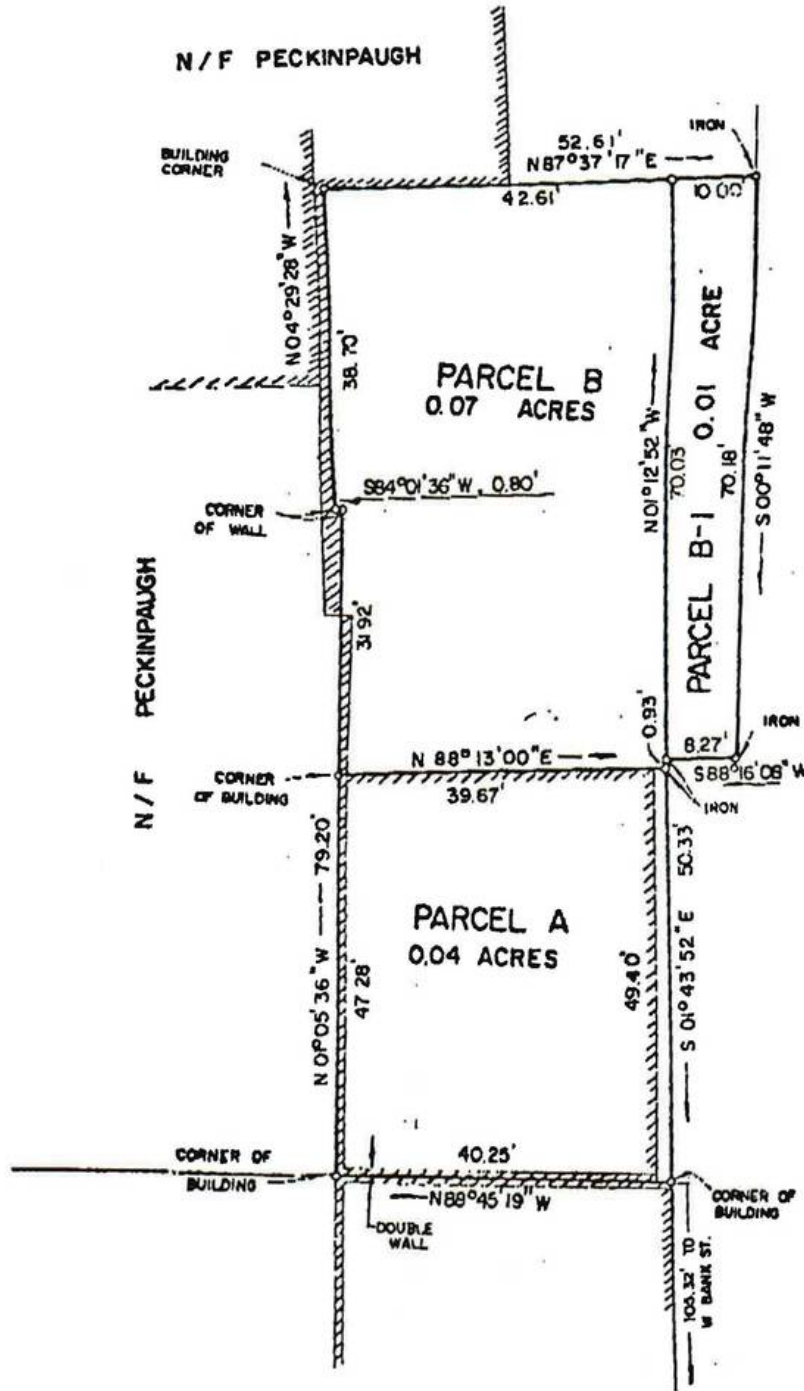 N/F PECKINPAUGH
BUILDING
CORNER
52.61'
N87°37'17"E
IRON
42.61'
10.00'
N04°29'28"W
38.70'
PARCEL B
0.07 ACRES
N01°12'52"W
70.03'
PARCEL B-1 0.01 ACRE
70.18'
S00°11'48"W
S84°01'36"W, 0.80'
CORNER
OF WALL
N/F PECKINPAUGH
31.92'
0.93'
8.27'
IRON
S88°16'08"W
N 88°13'00"E
39.67'
CORNER
OF BUILDING
IRON
N 01°05'36"W 79.20'
47.28'
PARCEL A
0.04 ACRES
49.40'
S 01°43'52"E 50.33'
CORNER OF
BUILDING
40.25'
N88°45'19"W
DOUBLE
WALL
CORNER OF
BUILDING
TO
W BANK ST.